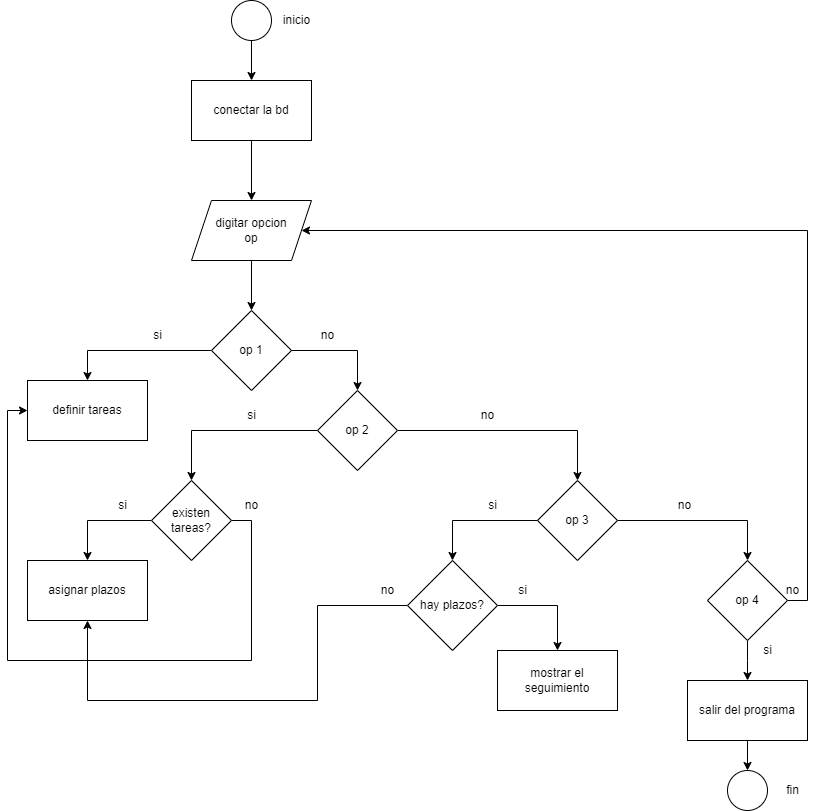 inicio
conectar la bd
digitar opcion
op
si
op 1
no
definir tareas
si
op 2
no
si
existen
tareas?
no
si
op 3
no
asignar plazos
no
hay plazos?
si
op 4
no
mostrar el
seguimiento
si
salir del programa
fin